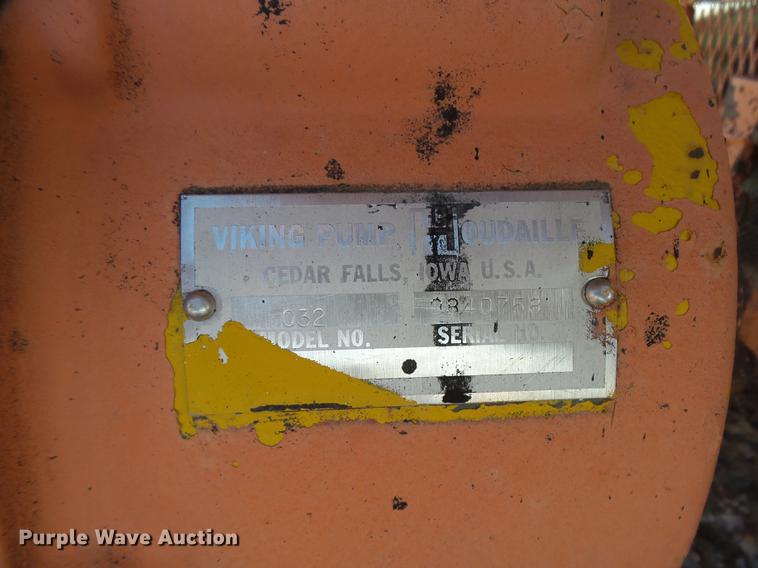 VIKING PUMP HOUDAILLE
CEDAR FALLS, IOWA U.S.A.
032
MODEL NO. SERIAL NO.
Purple Wave Auction